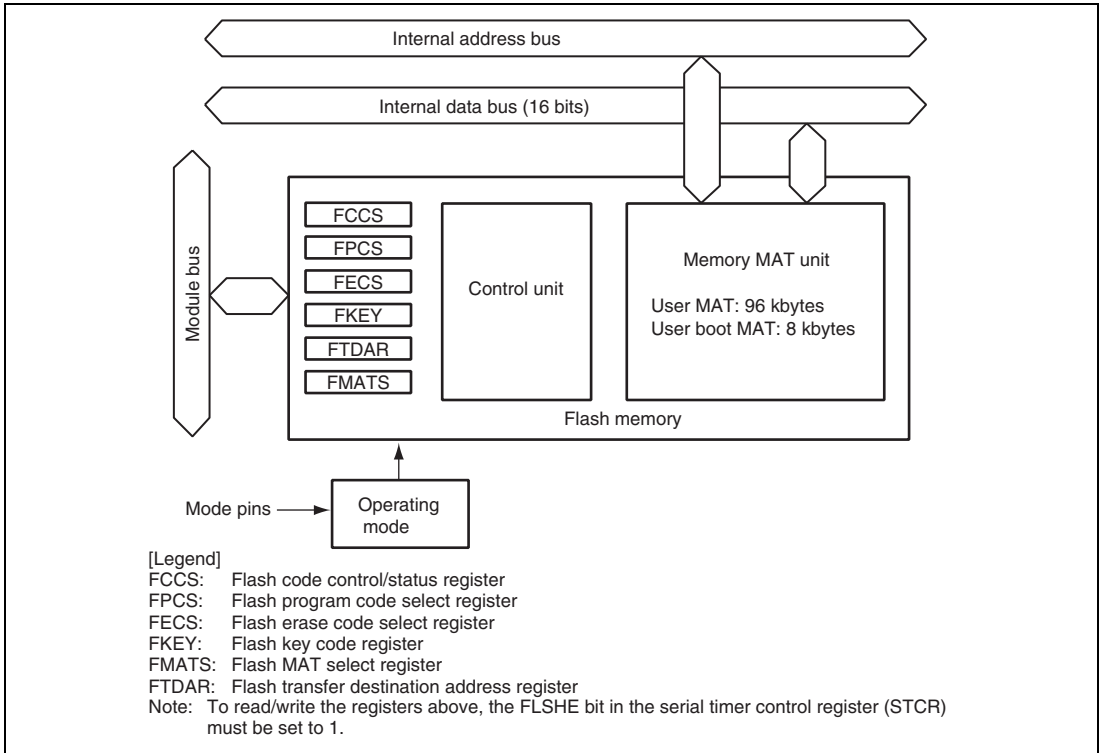 Internal address bus
Internal data bus (16 bits)
Module bus
FCCS
FPCS
FECS
FKEY
FTDAR
FMATS
Control unit
Memory MAT unit
User MAT: 96 kbytes
User boot MAT: 8 kbytes
Flash memory
Mode pins
Operating
mode
[Legend]
FCCS: Flash code control/status register
FPCS: Flash program code select register
FECS: Flash erase code select register
FKEY: Flash key code register
FMATS: Flash MAT select register
FTDAR: Flash transfer destination address register
Note: To read/write the registers above, the FLSHE bit in the serial timer control register (STCR)
must be set to 1.